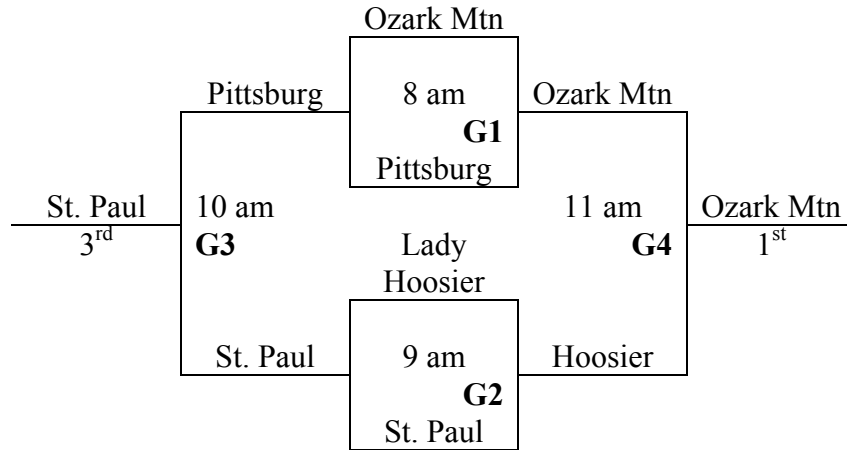 Ozark Mtn
Pittsburg 8 am Ozark Mtn
G1
Pittsburg
St. Paul 10 am 11 am Ozark Mtn
3rd G3 Lady G4 1st
Hoosier
St. Paul 9 am Hoosier
G2
St. Paul